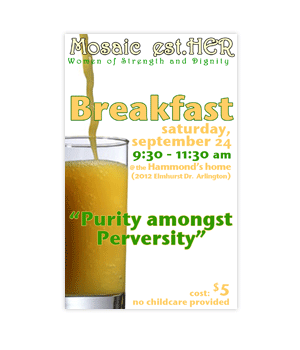 Mosaic est.HER
Women of Strength and Dignity
Breakfast
saturday,
september 24
9:30 - 11:30 am
@ the Hammond's home
(2012 Elmhurst Dr. Arlington)
"Purity amongst
Perversity"
cost: $5
no childcare provided